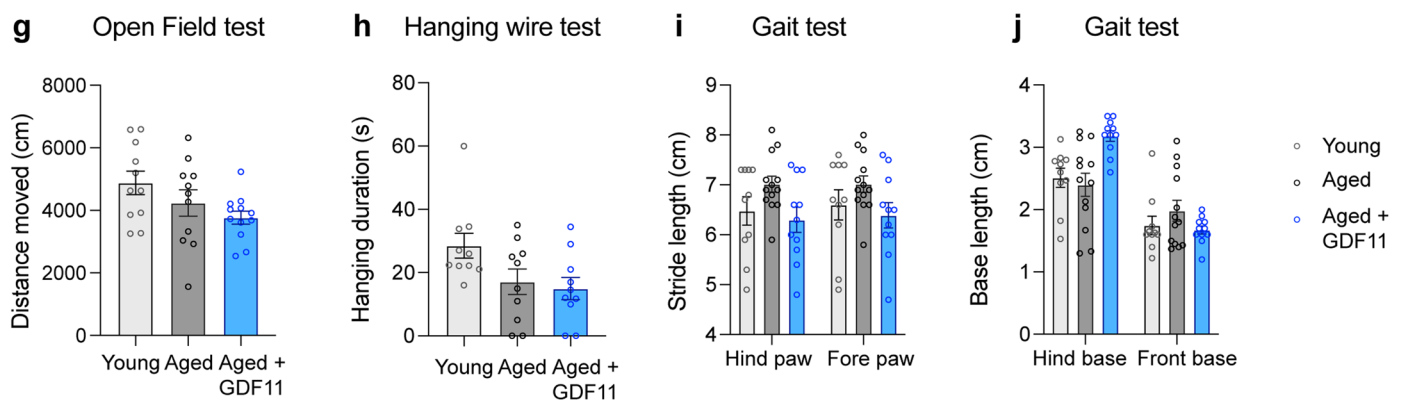 g Open Field test
Distance moved (cm)
8000
6000
4000
2000
0
Young Aged Aged +
GDF11
h Hanging wire test
Hanging duration (s)
80
60
40
20
0
Young Aged Aged +
GDF11
i Gait test
Stride length (cm)
9
8
7
6
5
4
Hind paw Fore paw
j Gait test
Base length (cm)
4
3
2
1
0
Hind base Front base
Young
Aged
Aged +
GDF11